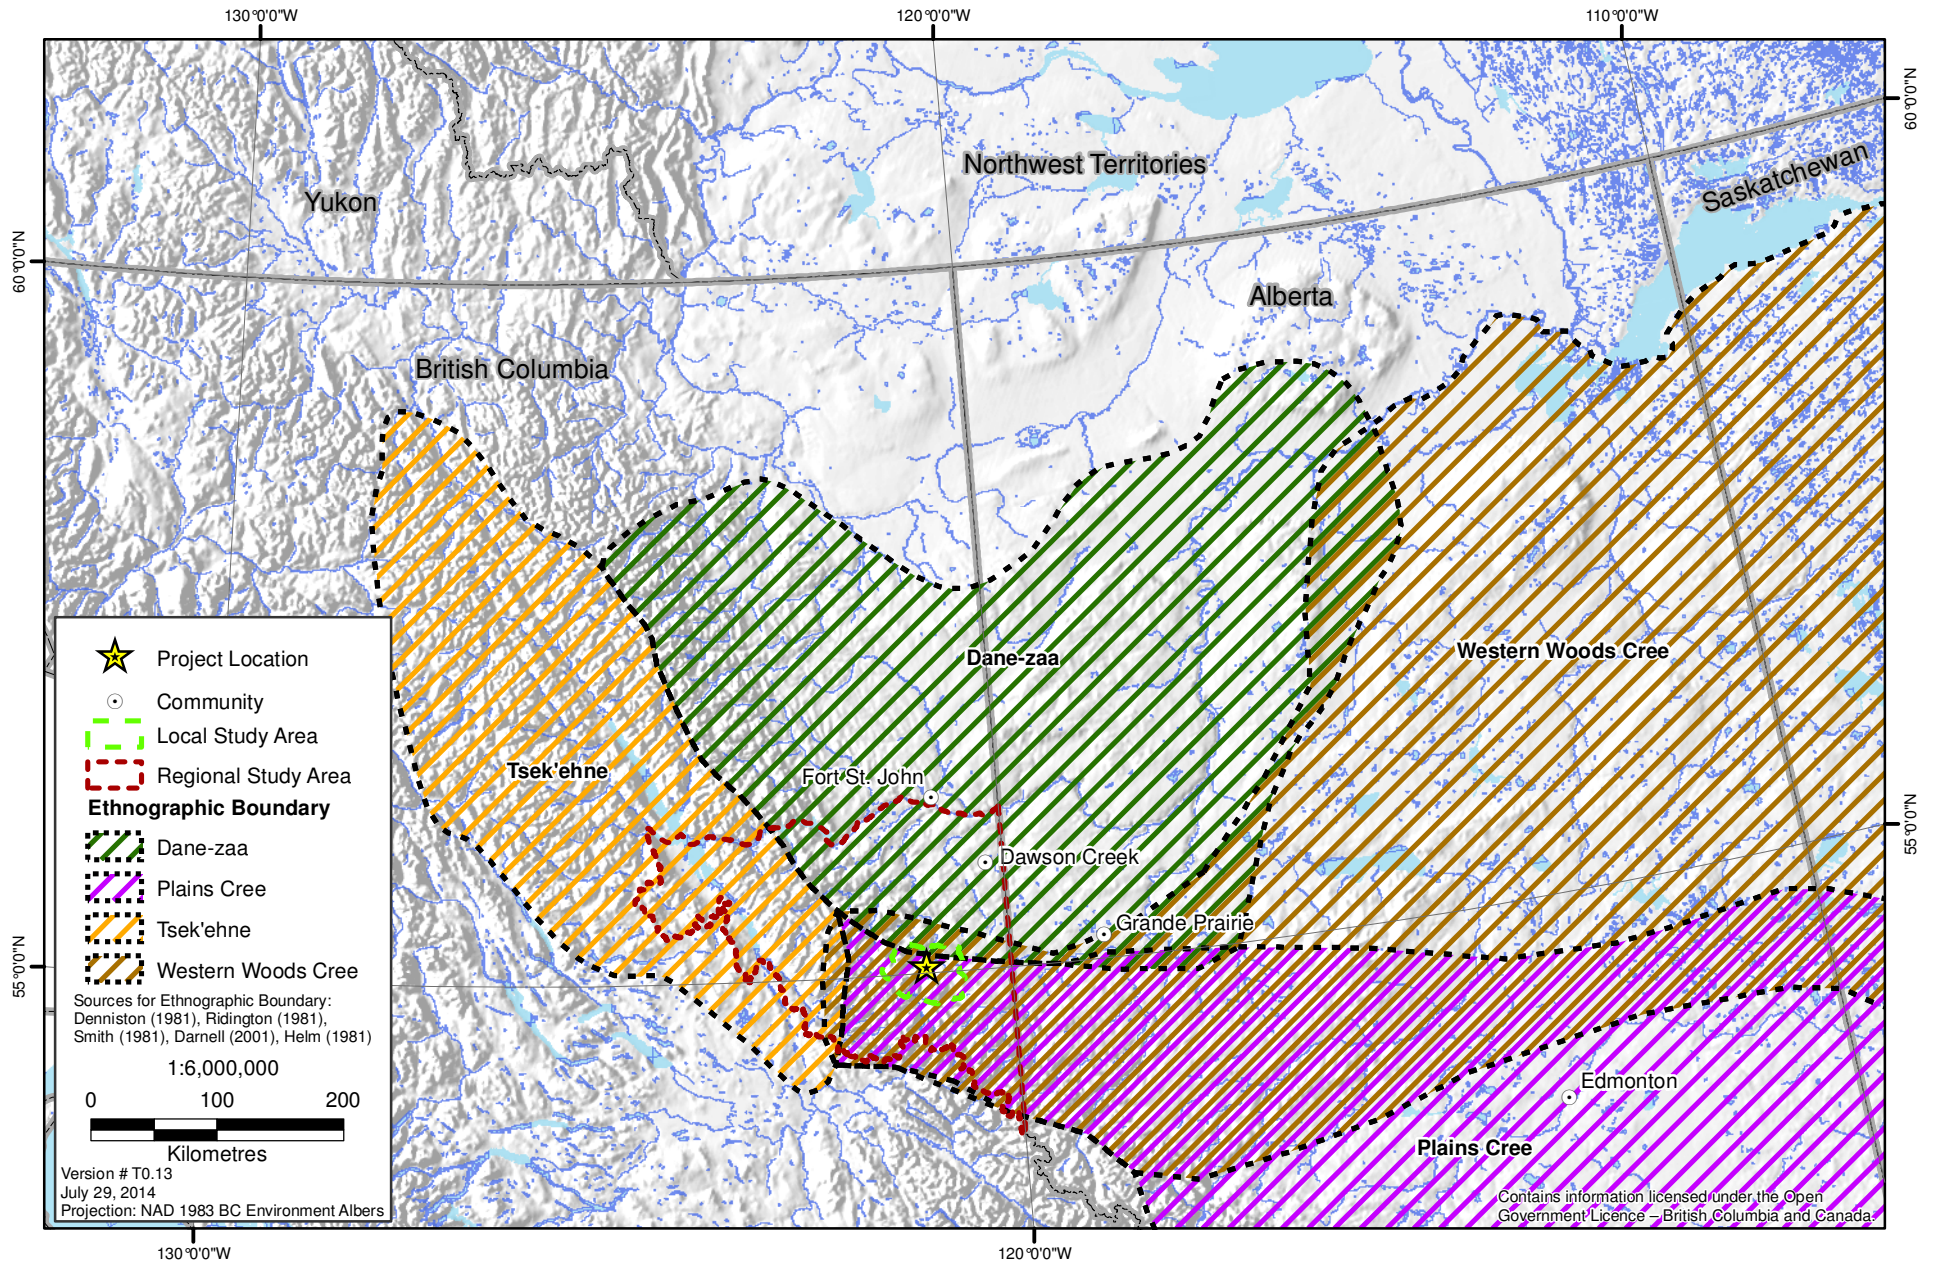 130°0'0"W
120°0'0"W
110°0'0"W
60°0'0"N
60°0'0"N
Northwest Territories
Saskatchewan
Yukon
Alberta
British Columbia
Dane-zaa
Western Woods Cree
Tsek'ehne
Fort St. John
Dawson Creek
Grande Prairie
55°0'0"N
55°0'0"N
Edmonton
Plains Cree
Project Location
Community
Local Study Area
Regional Study Area
Ethnographic Boundary
Dane-zaa
Plains Cree
Tsek'ehne
Western Woods Cree
Sources for Ethnographic Boundary:
Denniston (1981), Ridington (1981),
Smith (1981), Darnell (2001), Helm (1981)
1:6,000,000
0 100 200
Kilometres
Version # T0.13
July 29, 2014
Projection: NAD 1983 BC Environment Albers
Contains information licensed under the Open
Government Licence – British Columbia and Canada.
130°0'0"W
120°0'0"W